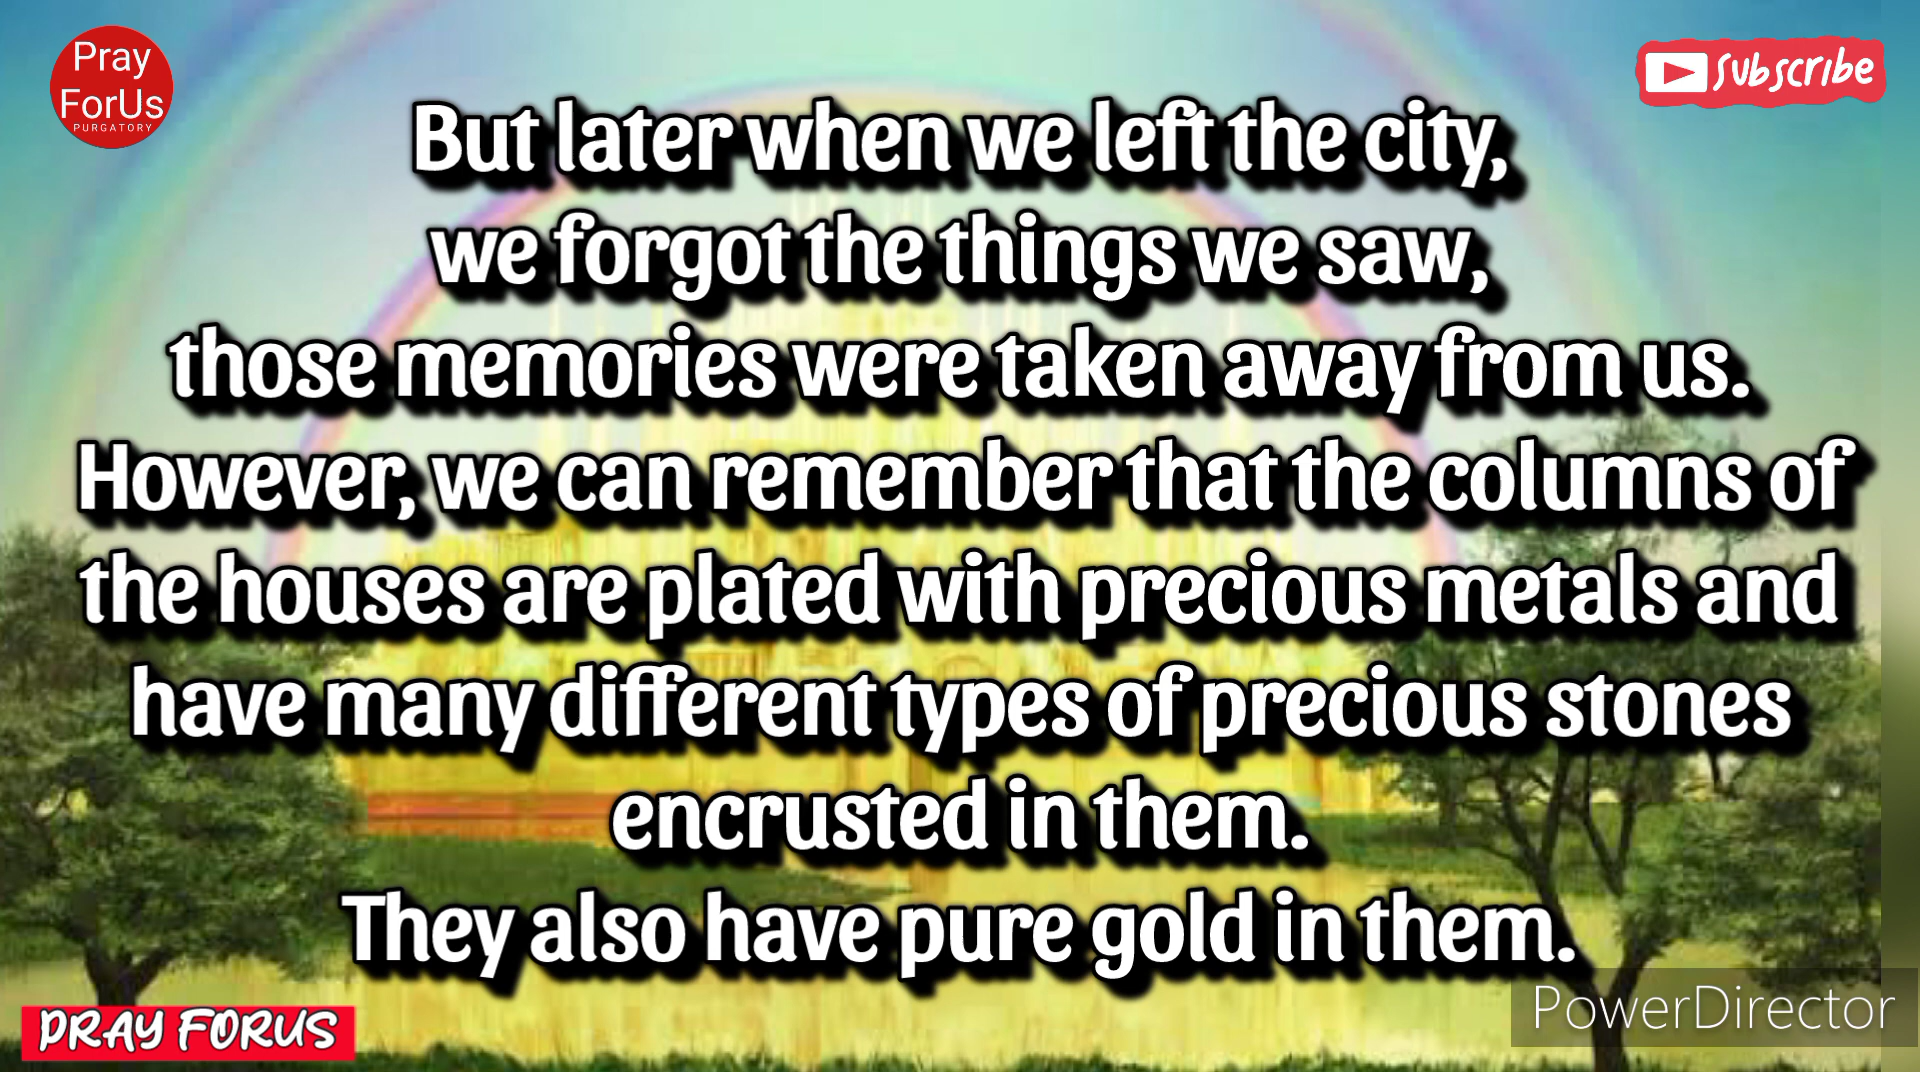 Pray
ForUs
PURGATORY
Subscribe
But later when we left the city,
we forgot the things we saw,
those memories were taken away from us.
However, we can remember that the columns of
the houses are plated with precious metals and
have many different types of precious stones
encrusted in them.
They also have pure gold in them.
PRAY FORUS
PowerDirector